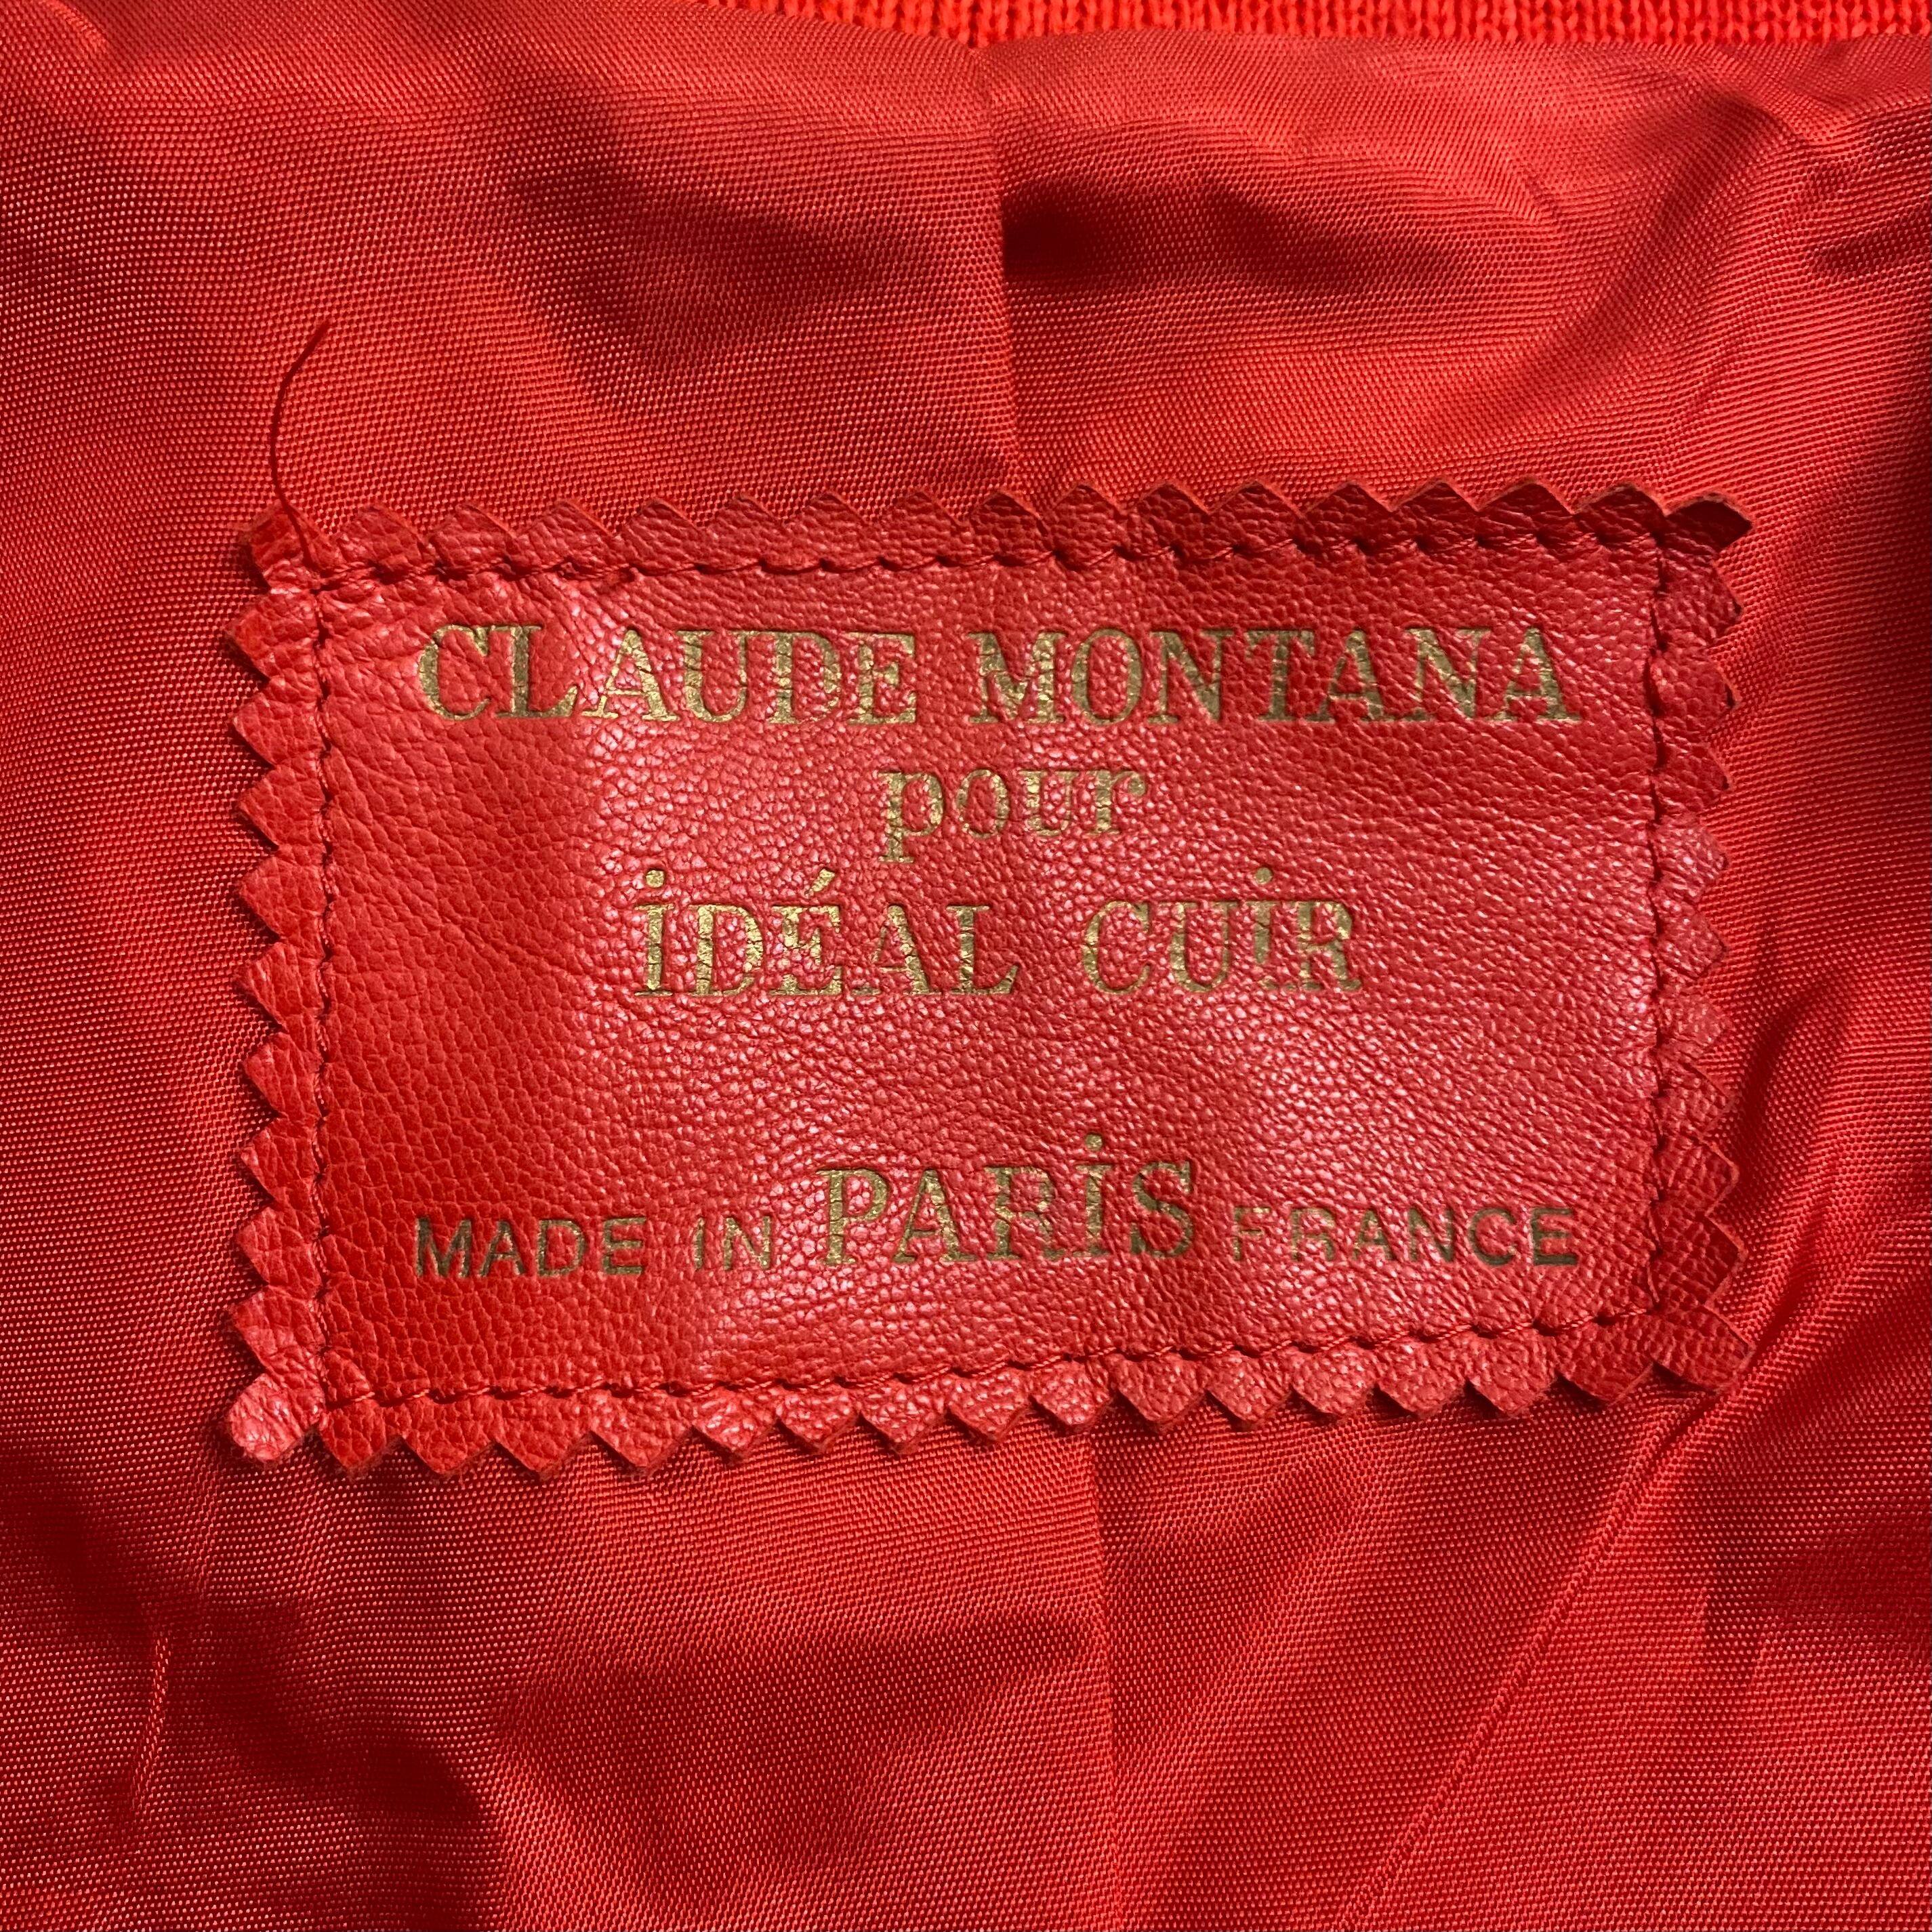 CLAUDE MONTANA
pour
iDÉAL CUiR
MADE IN PARiS FRANCE